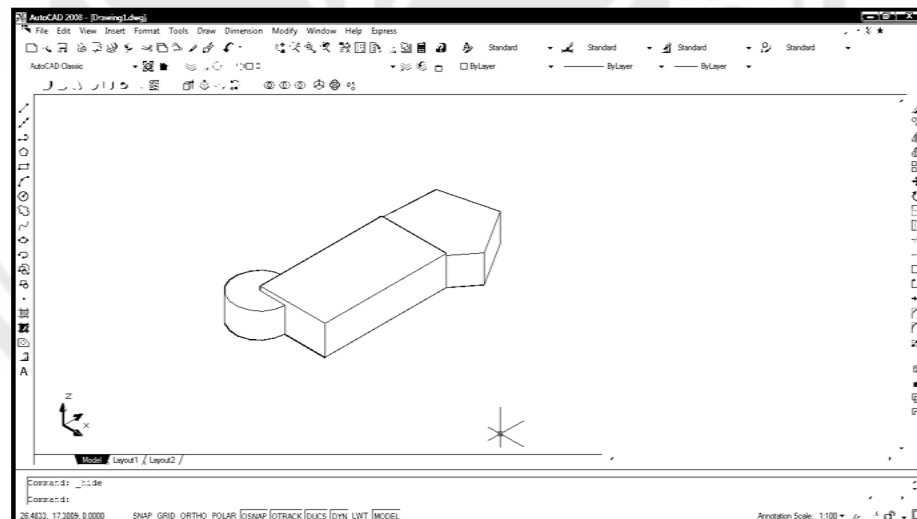 AutoCAD 2008 - [Drawing1.dwg]
File Edit View Insert Format Tools Draw Dimension Modify Window Help Express
Standard Standard Standard Standard
AutoCAD Classic ByLayer ByLayer ByLayer
Z
X
A
Model Layout1 Layout2
Command: _hide
Command:
26.4833, 17.3009, 0.0000 SNAP GRID ORTHO POLAR OSNAP OTRACK DUCS DYN LWT MODEL Annotation Scale: 1:100